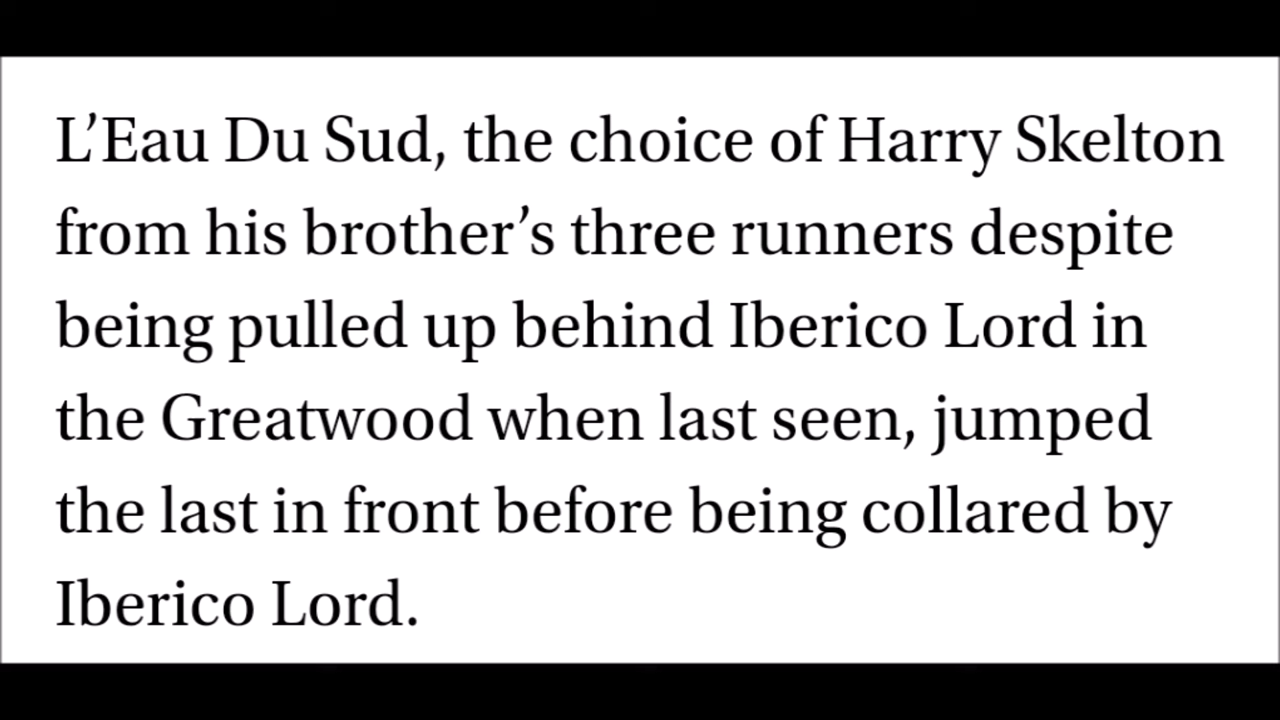 L’Eau Du Sud, the choice of Harry Skelton
from his brother’s three runners despite
being pulled up behind Iberico Lord in
the Greatwood when last seen, jumped
the last in front before being collared by
Iberico Lord.